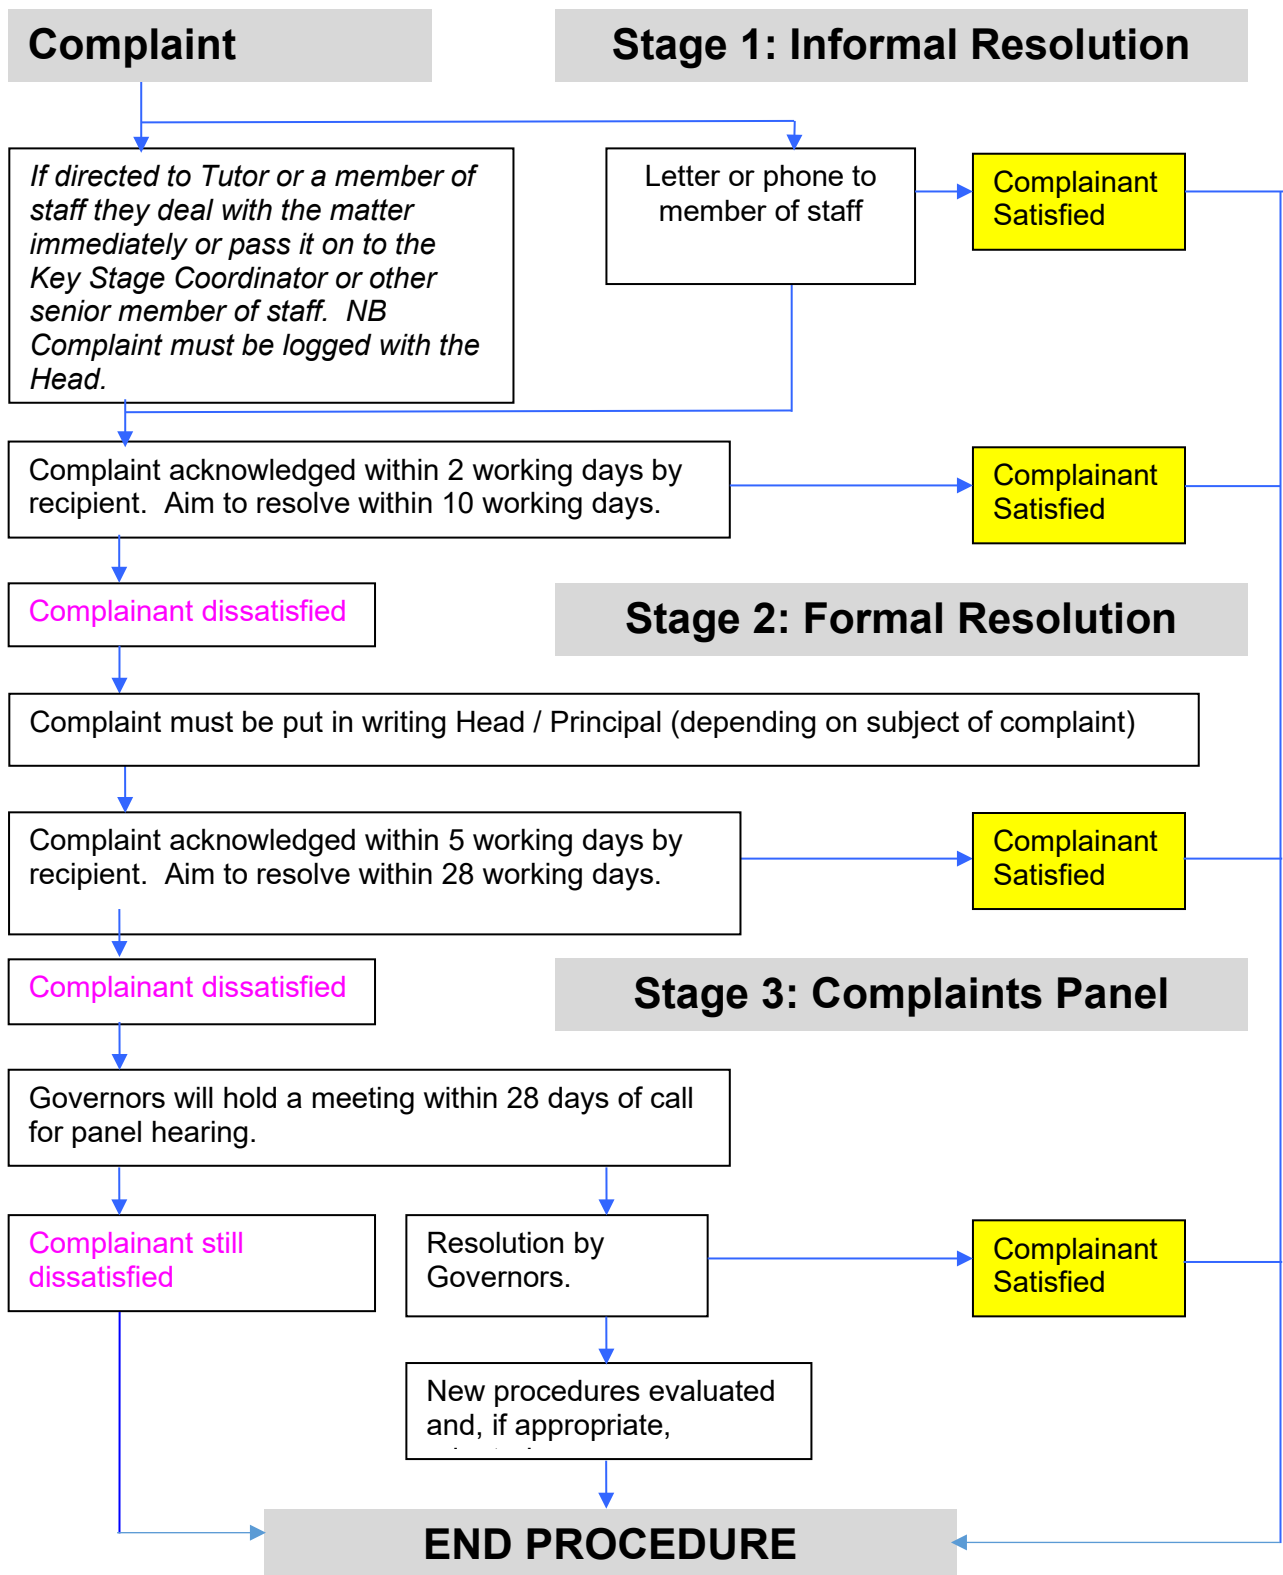 Complaint
Stage 1: Informal Resolution
If directed to Tutor or a member of
staff they deal with the matter
immediately or pass it on to the
Key Stage Coordinator or other
senior member of staff.  NB
Complaint must be logged with the
Head.
Letter or phone to
member of staff
Complainant
Satisfied
Complaint acknowledged within 2 working days by
recipient.  Aim to resolve within 10 working days.
Complainant
Satisfied
Complainant dissatisfied
Stage 2: Formal Resolution
Complaint must be put in writing Head / Principal (depending on subject of complaint)
Complaint acknowledged within 5 working days by
recipient.  Aim to resolve within 28 working days.
Complainant
Satisfied
Complainant dissatisfied
Stage 3: Complaints Panel
Governors will hold a meeting within 28 days of call
for panel hearing.
Complainant still
dissatisfied
Resolution by
Governors.
Complainant
Satisfied
New procedures evaluated
and, if appropriate,
END PROCEDURE